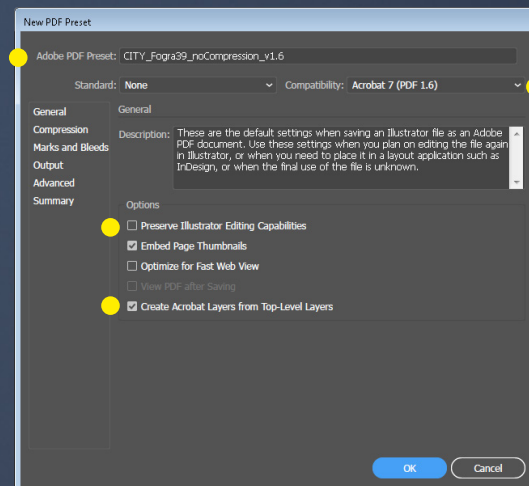 New PDF Preset
Adobe PDF Preset: CITY_Fogra39_noCompression_v1.6
Standard: None Compatibility: Acrobat 7 (PDF 1.6)
General
Compression
Marks and Bleeds
Output
Advanced
Summary
General
Description: These are the default settings when saving an Illustrator file as an Adobe
PDF document. Use these settings when you plan on editing the file again
in Illustrator, or when you need to place it in a layout application such as
InDesign, or when the final use of the file is unknown.
Options
Preserve Illustrator Editing Capabilities
Embed Page Thumbnails
Optimize for Fast Web View
View PDF after Saving
Create Acrobat Layers from Top-Level Layers
OK Cancel